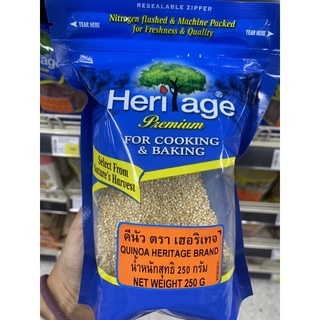 RESEALABLE ZIPPER
TEAR HERE
Nitrogen flushed & Machine Packed
for Freshness & Quality
TEAR HERE
Heritage
Premium
FOR COOKING
& BAKING
Select From
Nature's Harvest
คีนัว ตรา เฮอริเทจ
QUINOA HERITAGE BRAND
น้ำหนักสุทธิ 250 กรัม
NET WEIGHT 250 G